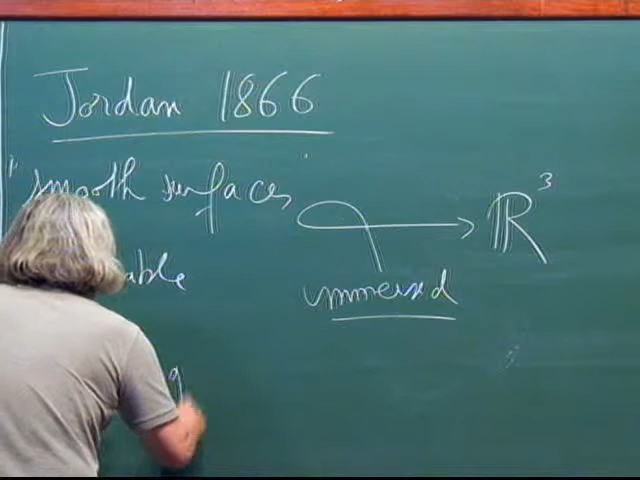 Jordan 1866
"smooth surfaces ↪ ℝ³
able immersed
g